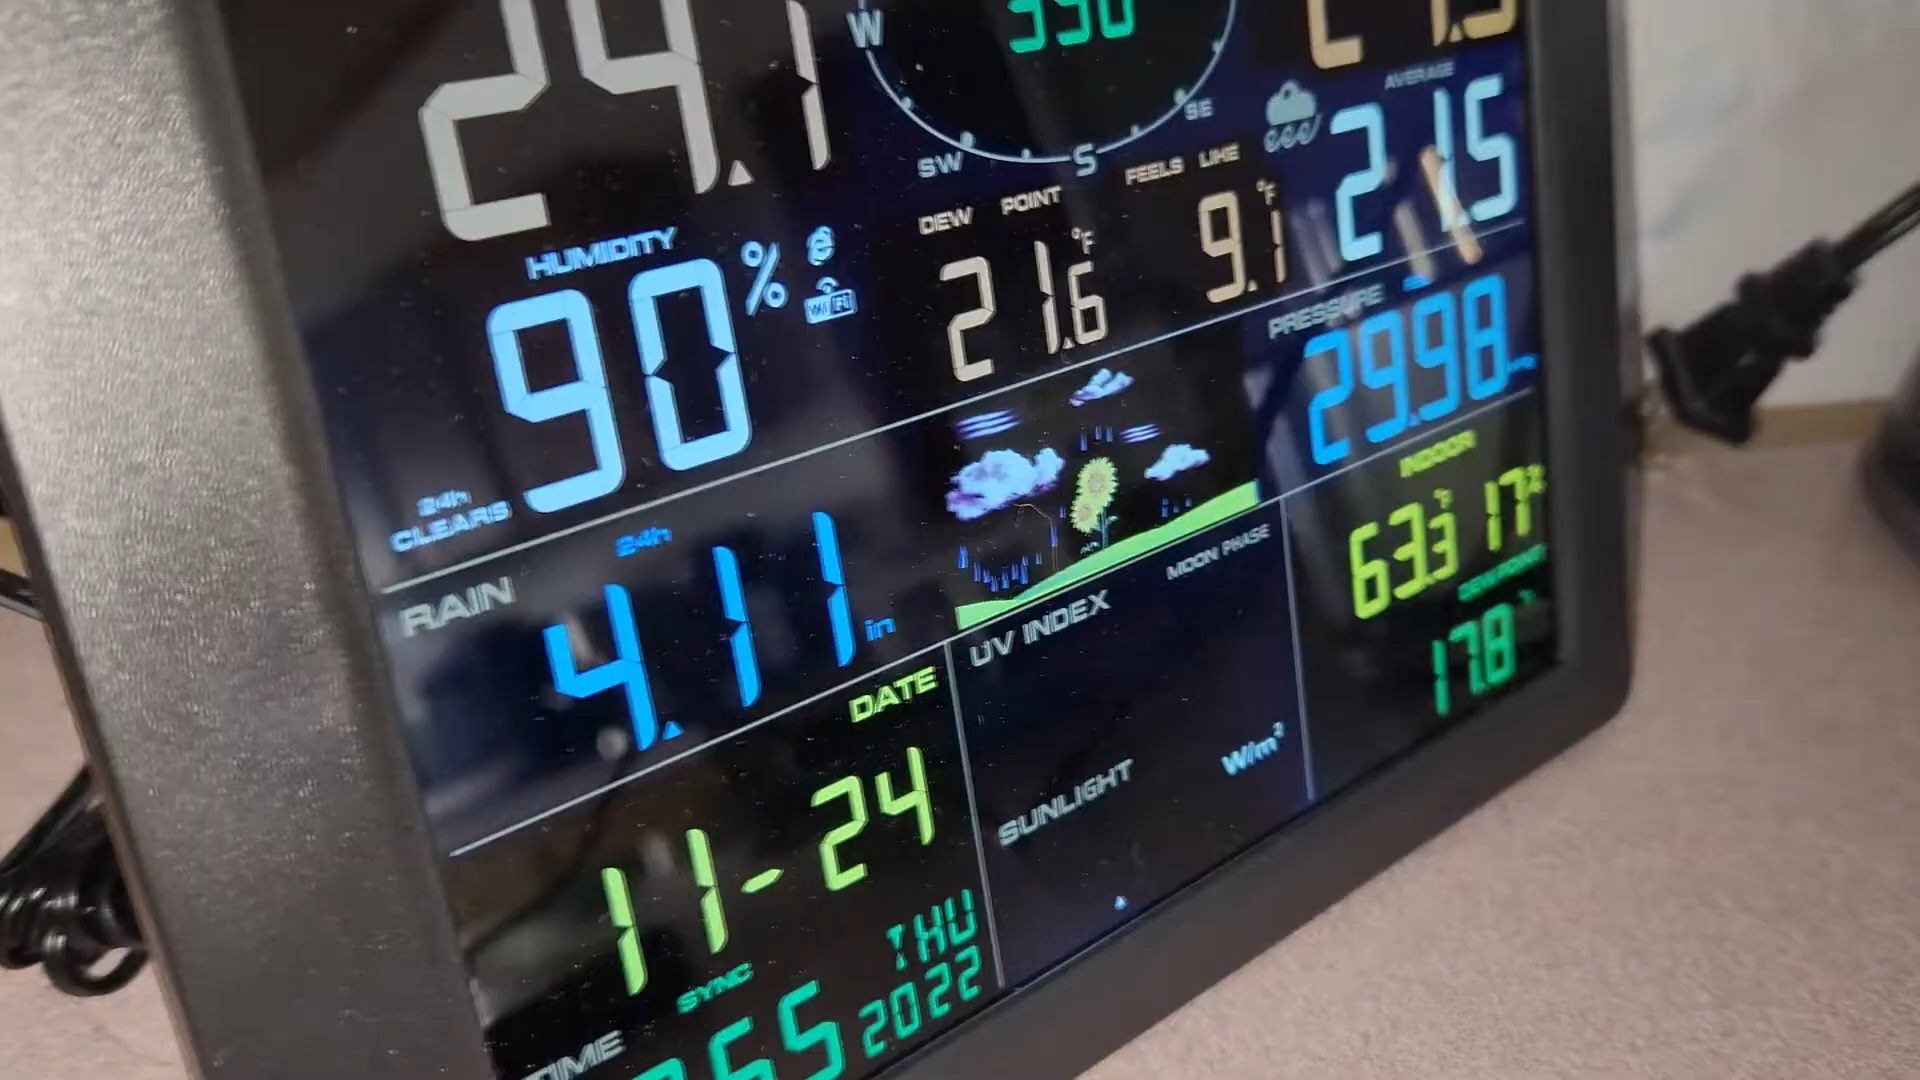 24.1
W
SW
S
SE
AVERAGE
21.5
HUMIDITY
90 %
WiFi
DEW POINT
21.6 °F
FEELS LIKE
9.1 °F
PRESSURE
29.98
24h
CLEARS
RAIN
24h
4.11 in
INDOOR
63.3 17%
DEWPOINT
17.8
MOON PHASE
UV INDEX
SUNLIGHT
W/m²
DATE
11-24
THU
2022
SYNC
TIME